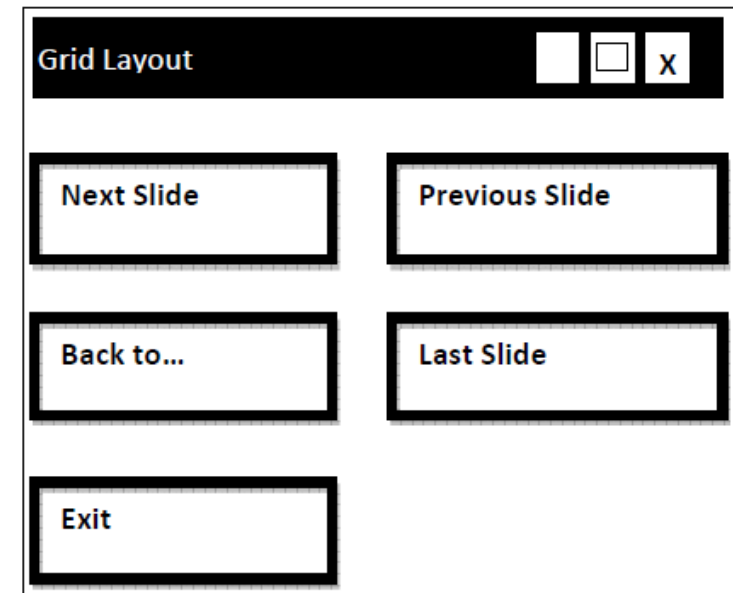 Grid Layout X
Next Slide
Previous Slide
Back to...
Last Slide
Exit